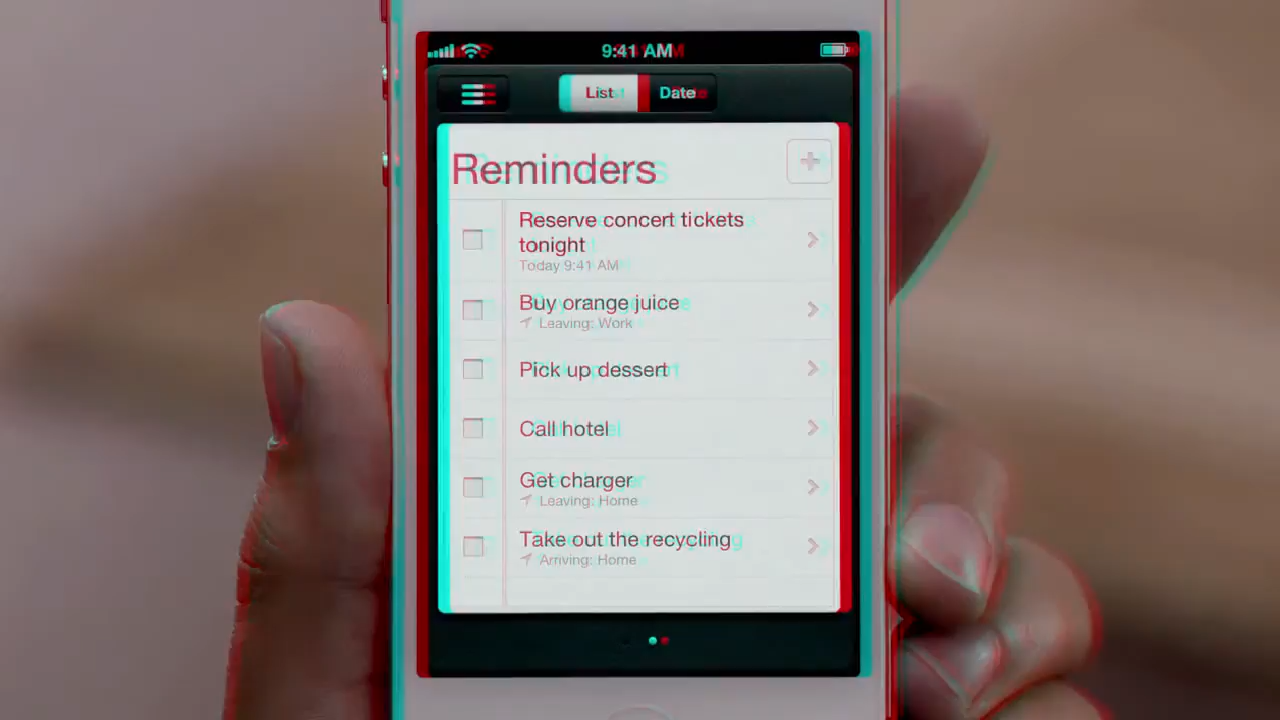 9:41 AM
List Date
Reminders
Reserve concert tickets
tonight
Today 9:41 AM
Buy orange juice
Leaving: Work
Pick up dessert
Call hotel
Get charger
Leaving: Home
Take out the recycling
Arriving: Home